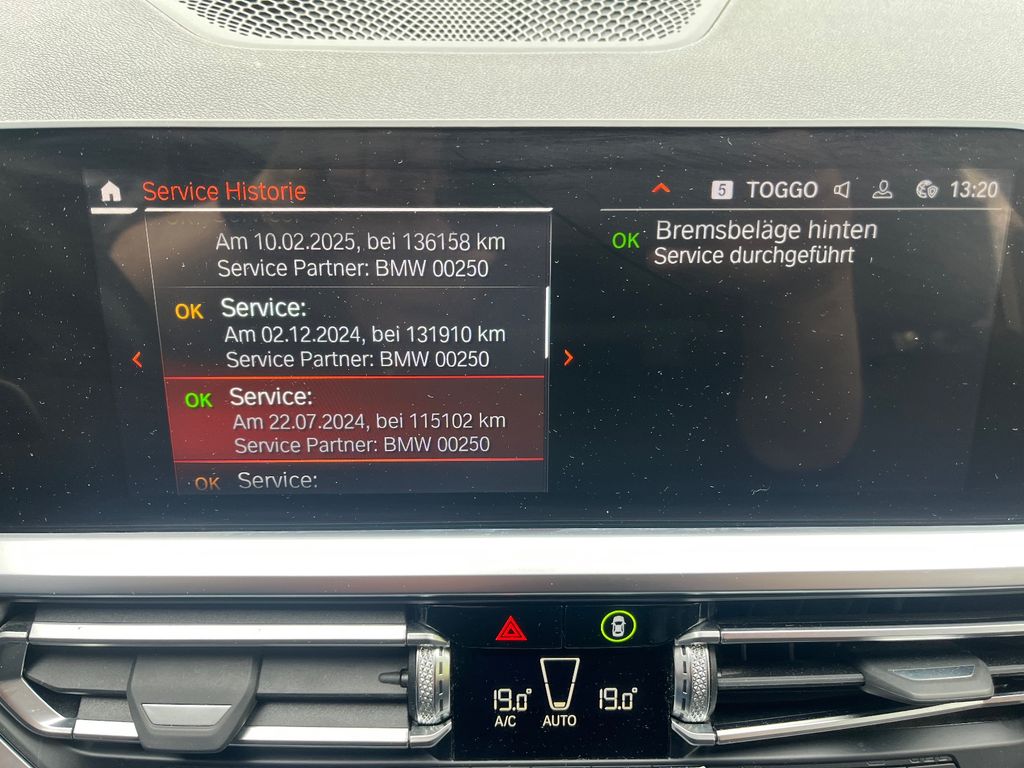 Service Historie
5 TOGGO 13:20
Am 10.02.2025, bei 136158 km
Service Partner: BMW 00250
OK Service:
Am 02.12.2024, bei 131910 km
Service Partner: BMW 00250
OK Service:
Am 22.07.2024, bei 115102 km
Service Partner: BMW 00250
OK Service:
OK Bremsbeläge hinten
Service durchgeführt
19.0° 19.0°
A/C AUTO